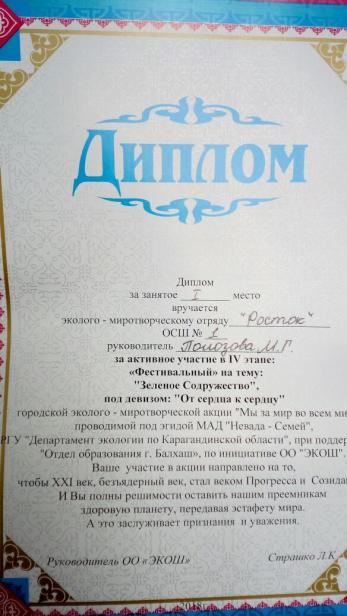 Диплом
Диплом
за занятое I место
вручается
эколого - миротворческому отряду "Росток"
ОСШ № 1
руководитель Помозова М.Г.
за активное участие в IV этапе:
«Фестивальный» на тему:
"Зеленое Содружество",
под девизом: "От сердца к сердцу"
городской эколого - миротворческой акции "Мы за мир во всем ми
проводимой под эгидой МАД "Невада - Семей",
РГУ "Департамент экологии по Карагандинской области", при поддер
"Отдел образования г. Балхаш", по инициативе ОО "ЭКОШ".
Ваше участие в акции направлено на то,
чтобы XXI век, безъядерный век, стал веком Прогресса и Созида
И Вы полны решимости оставить нашим преемникам
здоровую планету, передавая эстафету мира.
А это заслуживает признания и уважения.
Руководитель ОО «ЭКОШ» Страшко Л.К.
2018г.